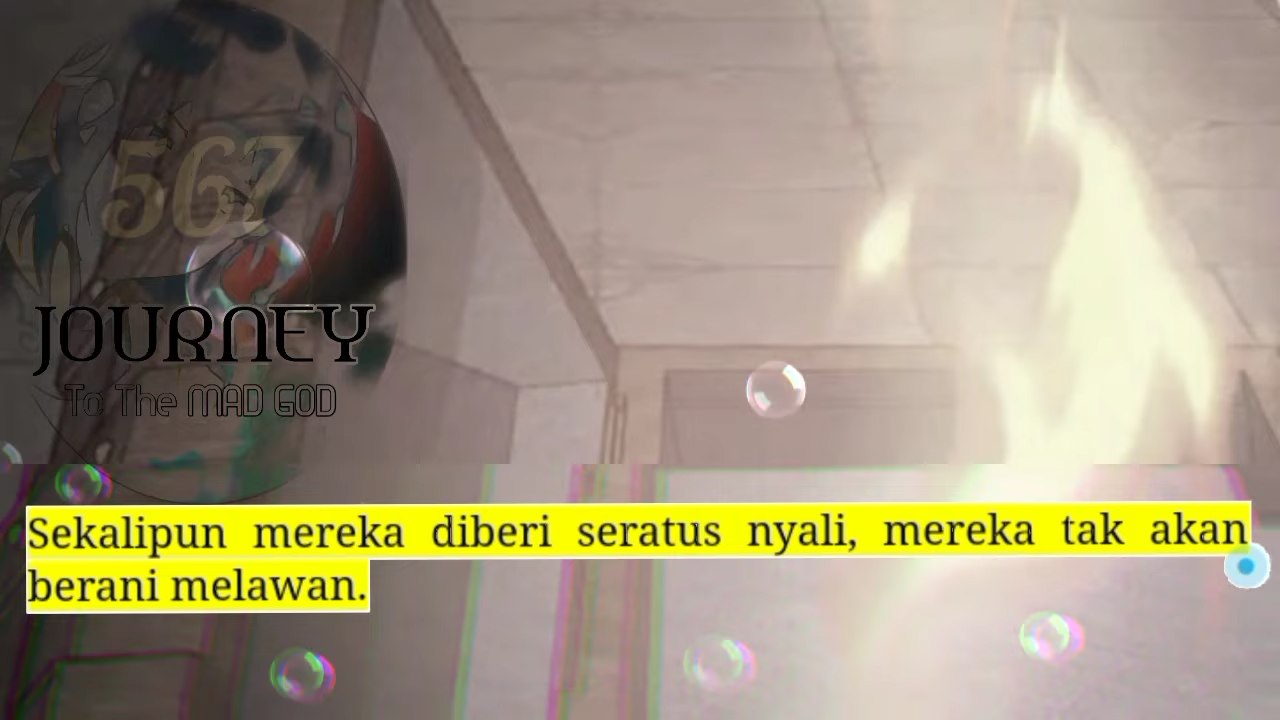 567
JOURNEY
To The MAD GOD
Sekalipun mereka diberi seratus nyali, mereka tak akan
berani melawan.